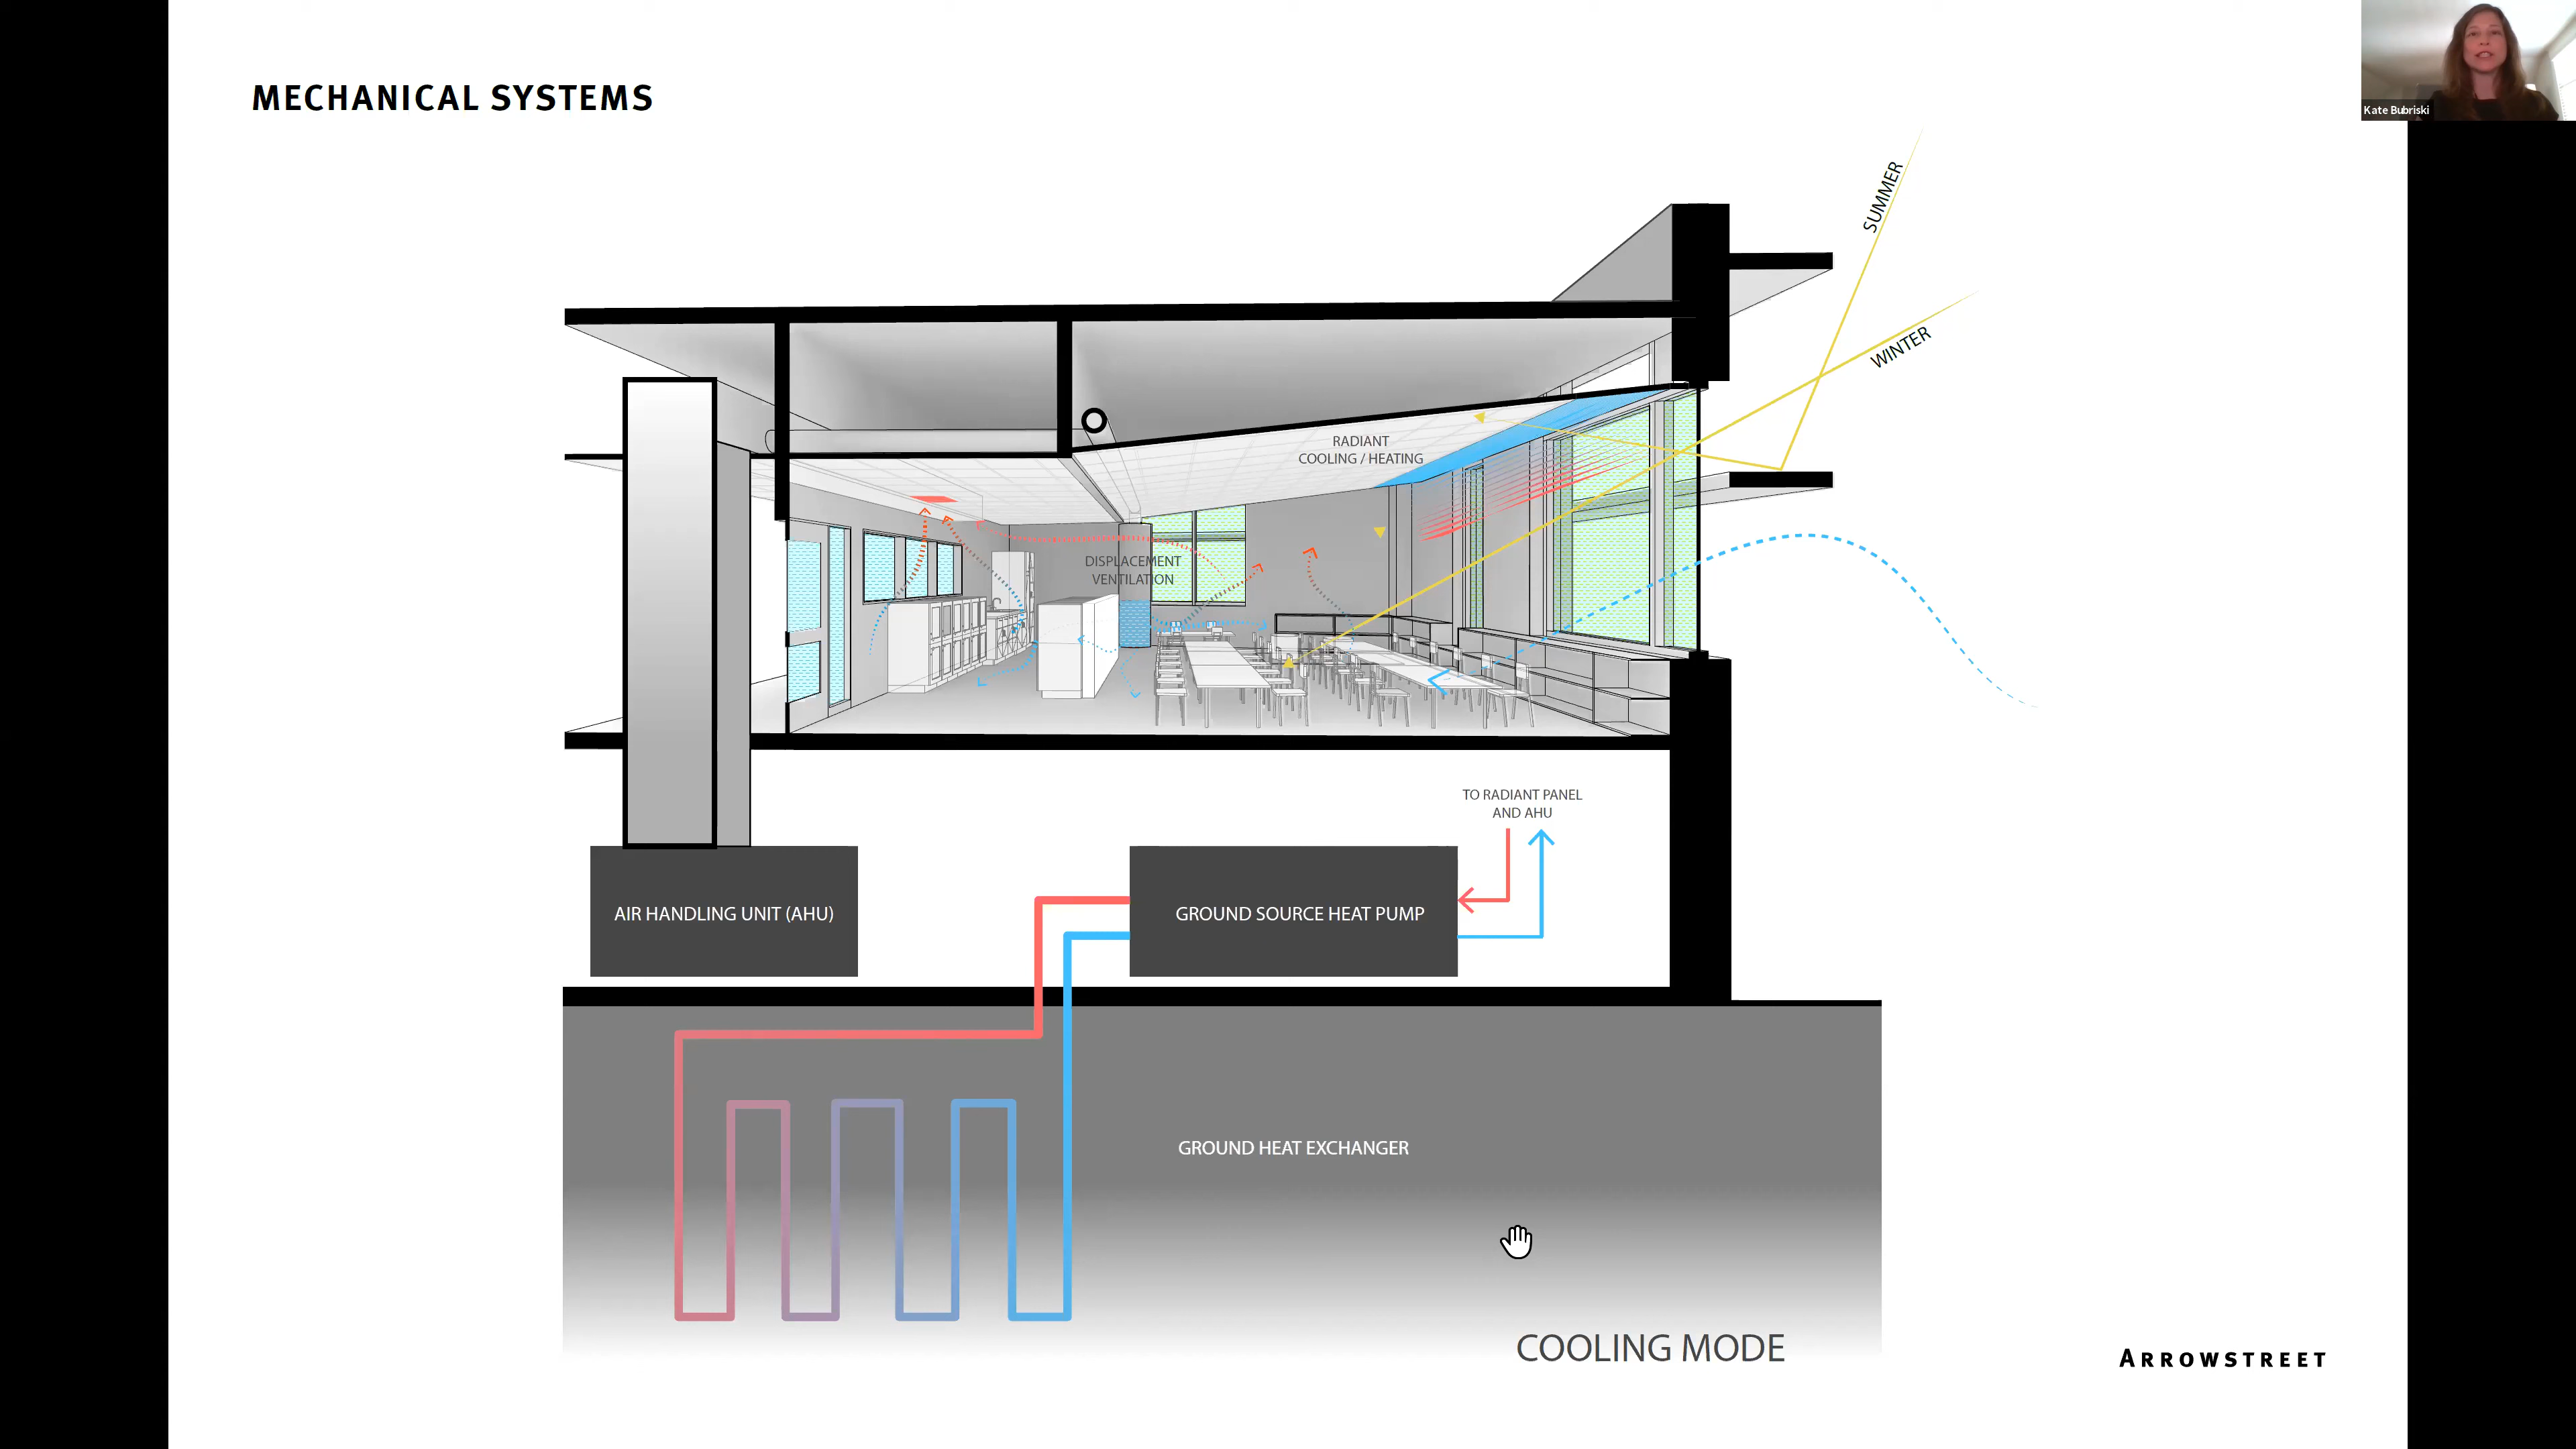 MECHANICAL SYSTEMS
Kate Bubriski
SUMMER
WINTER
RADIANT
COOLING / HEATING
DISPLACEMENT
VENTILATION
TO RADIANT PANEL
AND AHU
AIR HANDLING UNIT (AHU)
GROUND SOURCE HEAT PUMP
GROUND HEAT EXCHANGER
COOLING MODE
ARROWSTREET